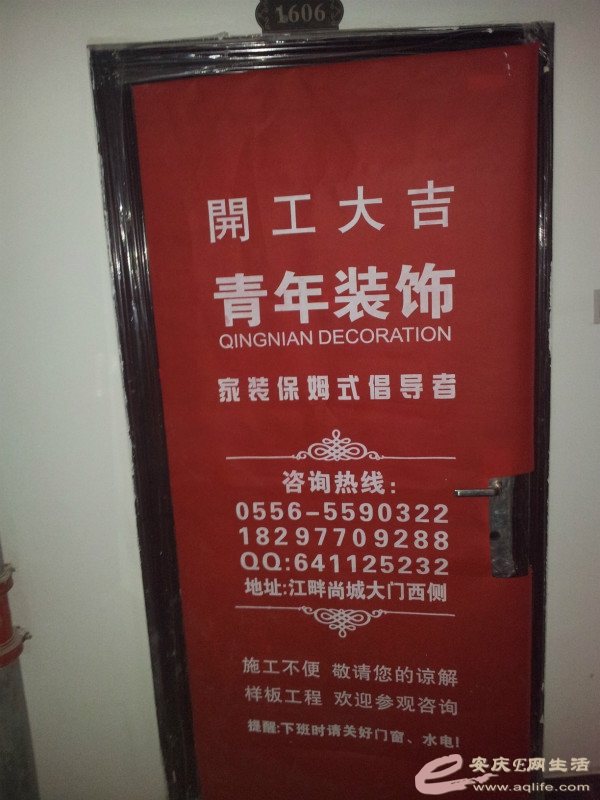 1606
開工大吉
青年装饰
QINGNIAN DECORATION
家装保姆式倡导者
咨询热线:
0556-5590322
18297709288
QQ:641125232
地址:江畔尚城大门西侧
施工不便 敬请您的谅解
样板工程 欢迎参观咨询
提醒:下班时请关好门窗、水电!
安庆E网生活
www.aqlife.com